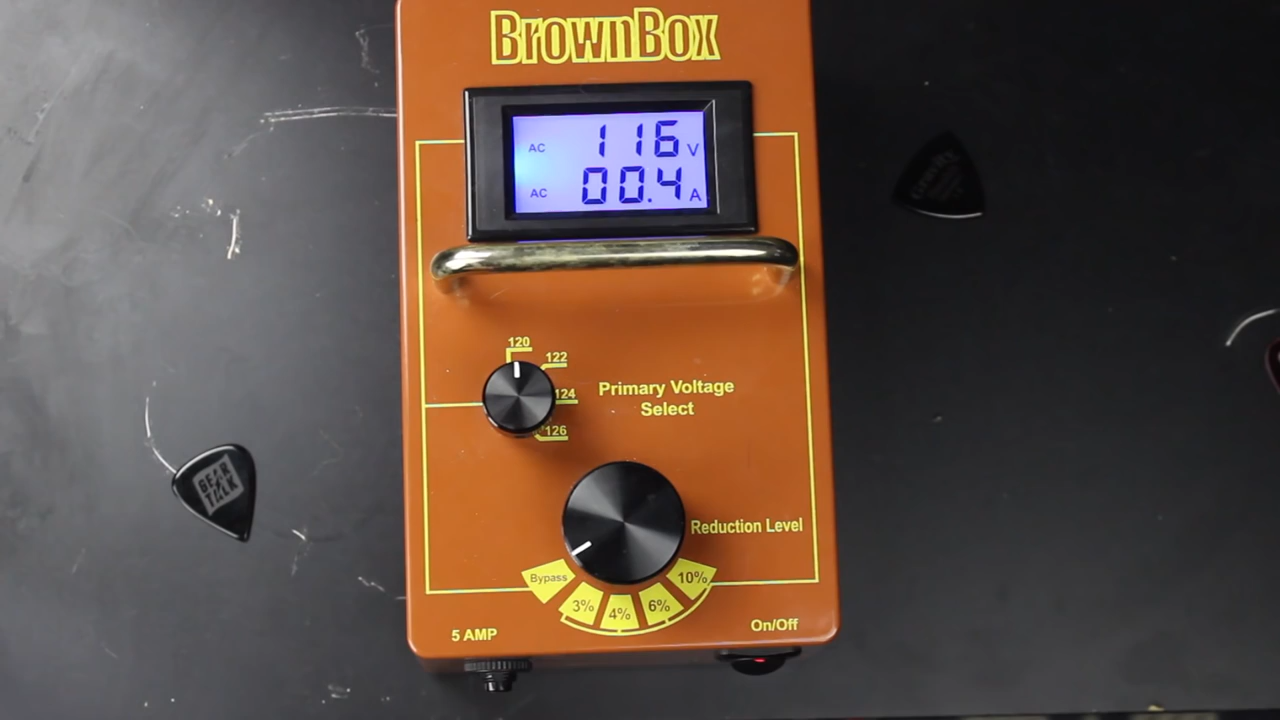 BrownBox
AC 116 V
AC 00.4 A
120
122
124
126
Primary Voltage
Select
GEAR
TALK
Reduction Level
Bypass
3%
4%
6%
10%
5 AMP
On/Off